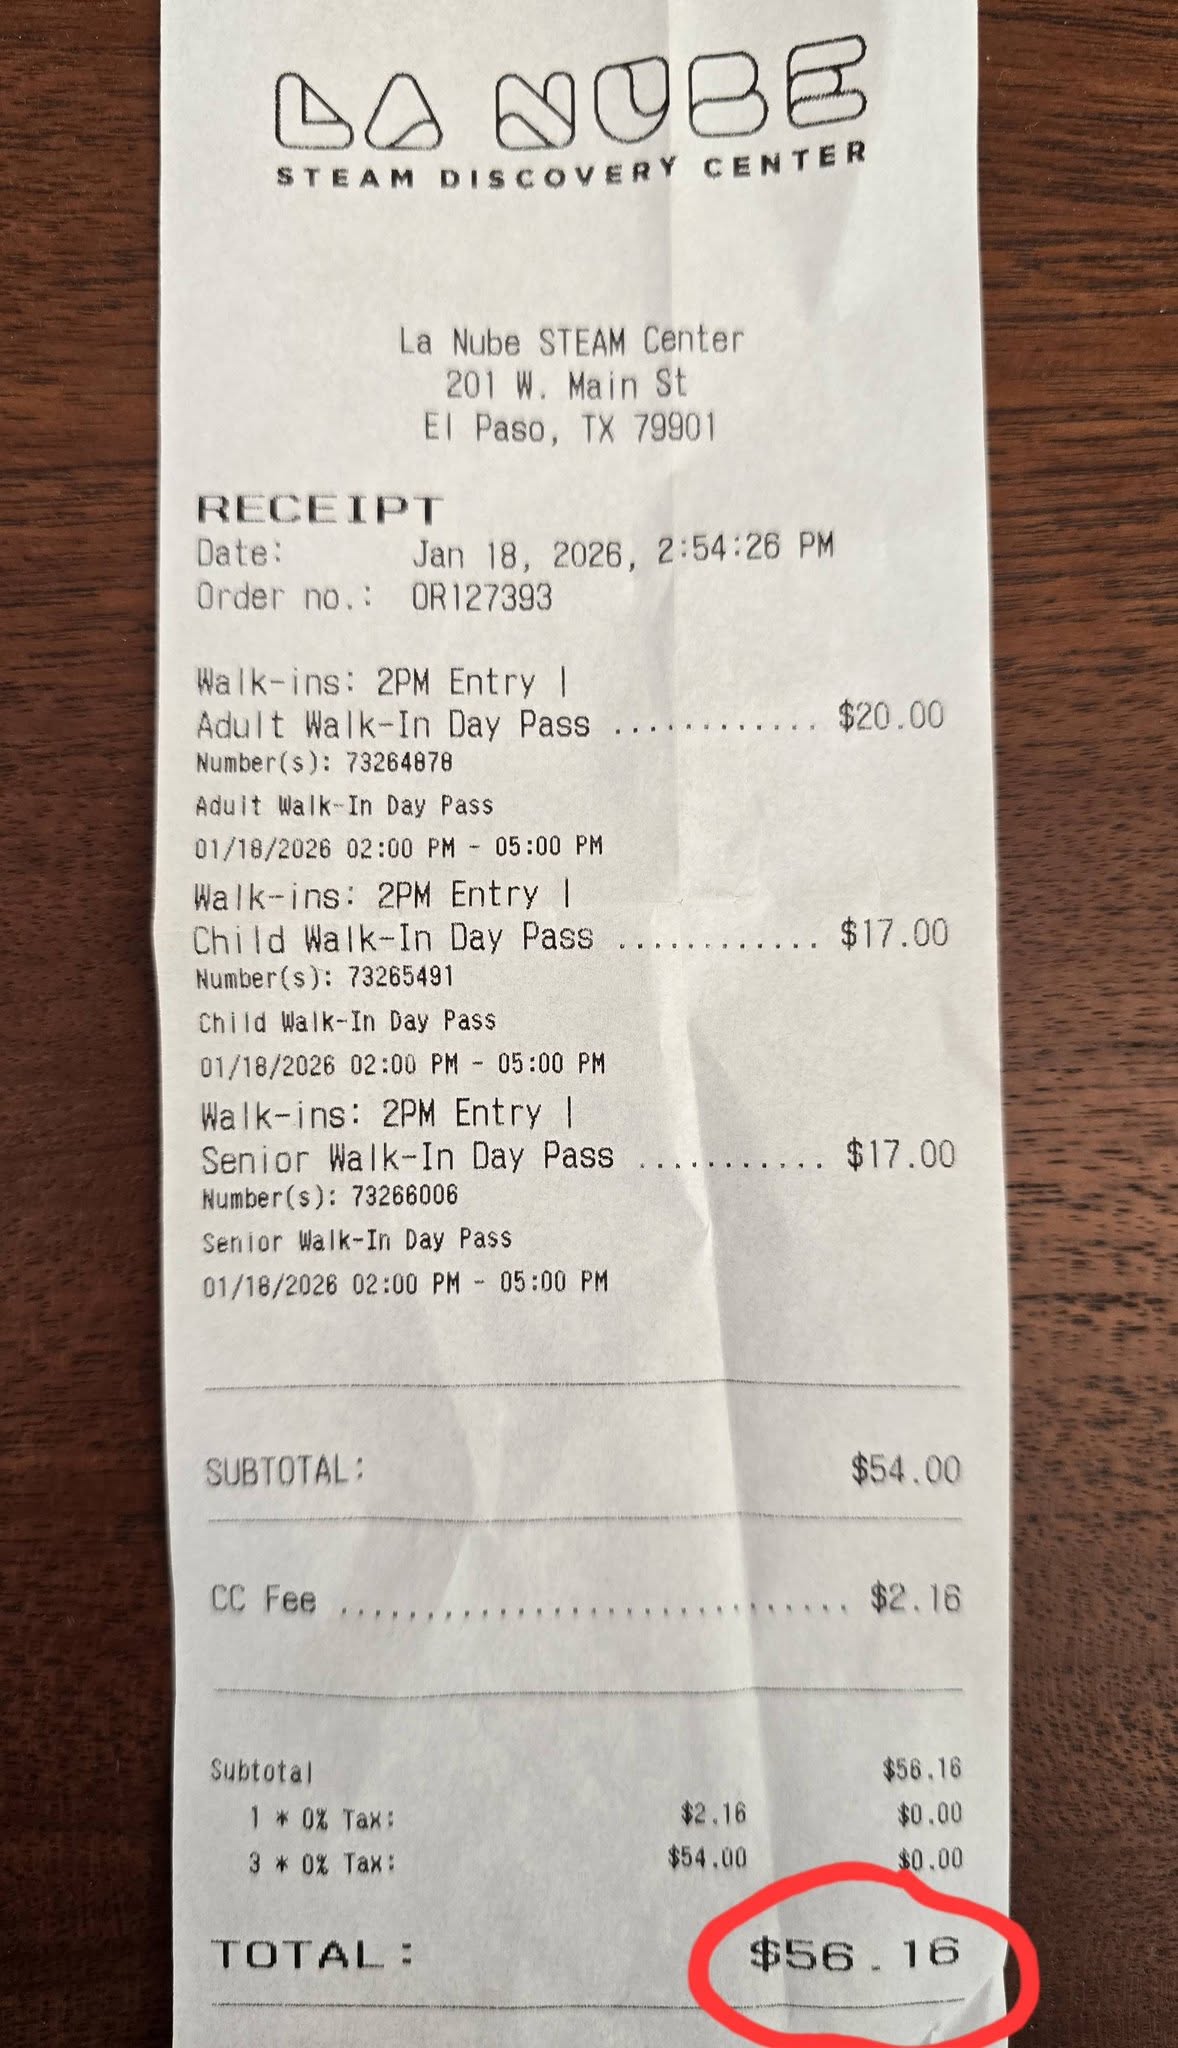 LA NUBE
STEAM DISCOVERY CENTER
La Nube STEAM Center
201 W. Main St
El Paso, TX 79901
RECEIPT
Date: Jan 18, 2026, 2:54:26 PM
Order no.: OR127393
Walk-ins: 2PM Entry |
Adult Walk-In Day Pass ............ $20.00
Number(s): 73264878
Adult Walk-In Day Pass
01/18/2026 02:00 PM - 05:00 PM
Walk-ins: 2PM Entry |
Child Walk-In Day Pass ............ $17.00
Number(s): 73265491
Child Walk-In Day Pass
01/18/2026 02:00 PM - 05:00 PM
Walk-ins: 2PM Entry |
Senior Walk-In Day Pass ........... $17.00
Number(s): 73266006
Senior Walk-In Day Pass
01/18/2026 02:00 PM - 05:00 PM
SUBTOTAL: $54.00
CC Fee .............................. $2.16
Subtotal $56.16
1 * 0% Tax: $2.16 $0.00
3 * 0% Tax: $54.00 $0.00
TOTAL: $56.16